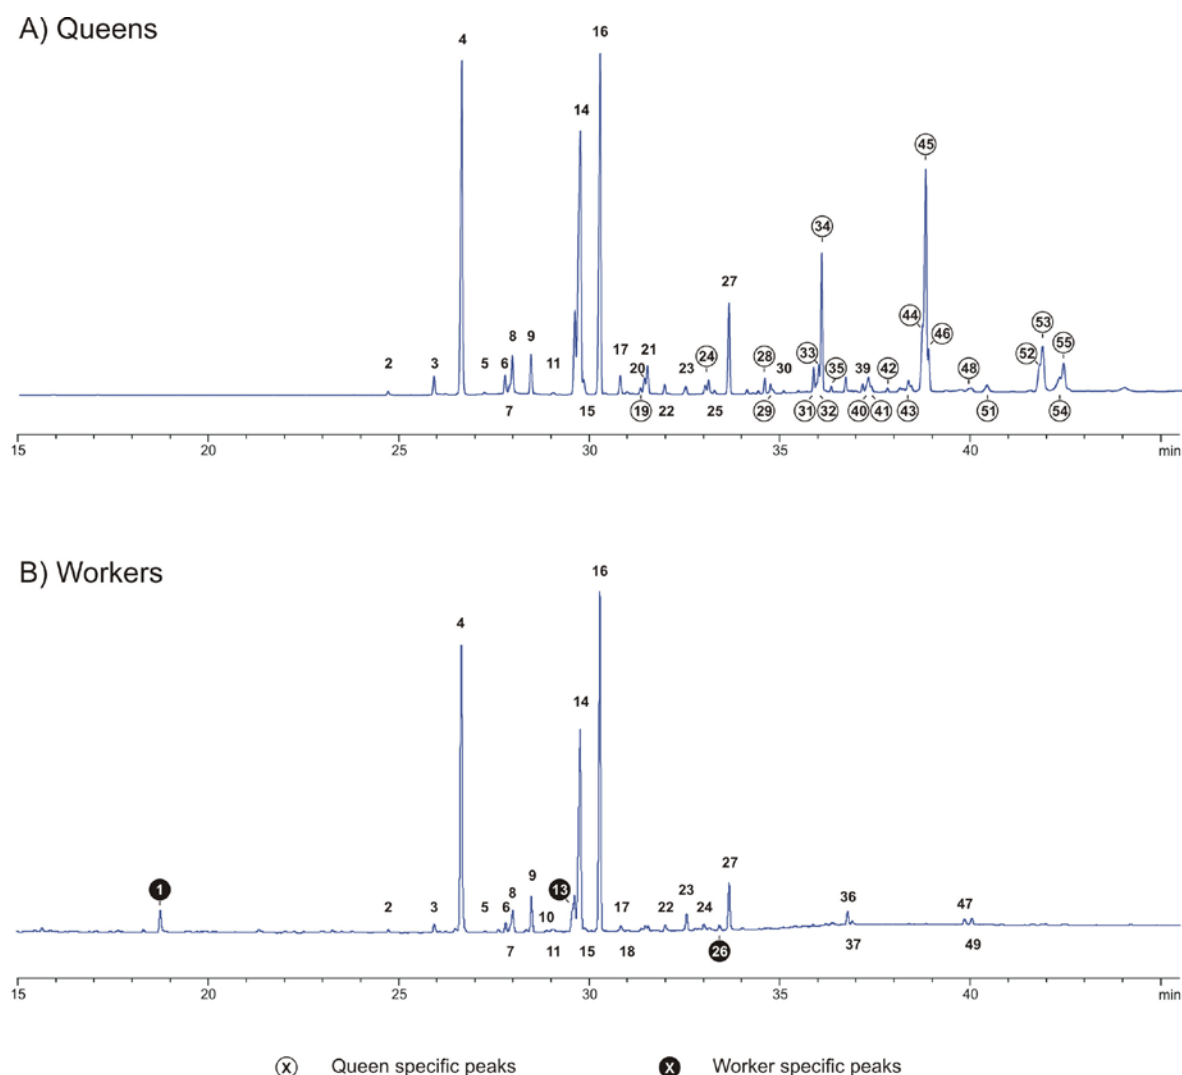 A) Queens
16
4
14
45
34
27
44
46
8 9
17 21
20 24
28
33
30
53
52
55
2 3 5 6 11 23 35 39 42 48
7 15 19 22 25 29 31 32 40 41 43 51 54
15 20 25 30 35 40 min
B) Workers
16
4
14
27
1 13 9
8 23
2 3 5 6 10 17 22 24 36 47
7 11 15 18 26 37 49
15 20 25 30 35 40 min
X Queen specific peaks X Worker specific peaks